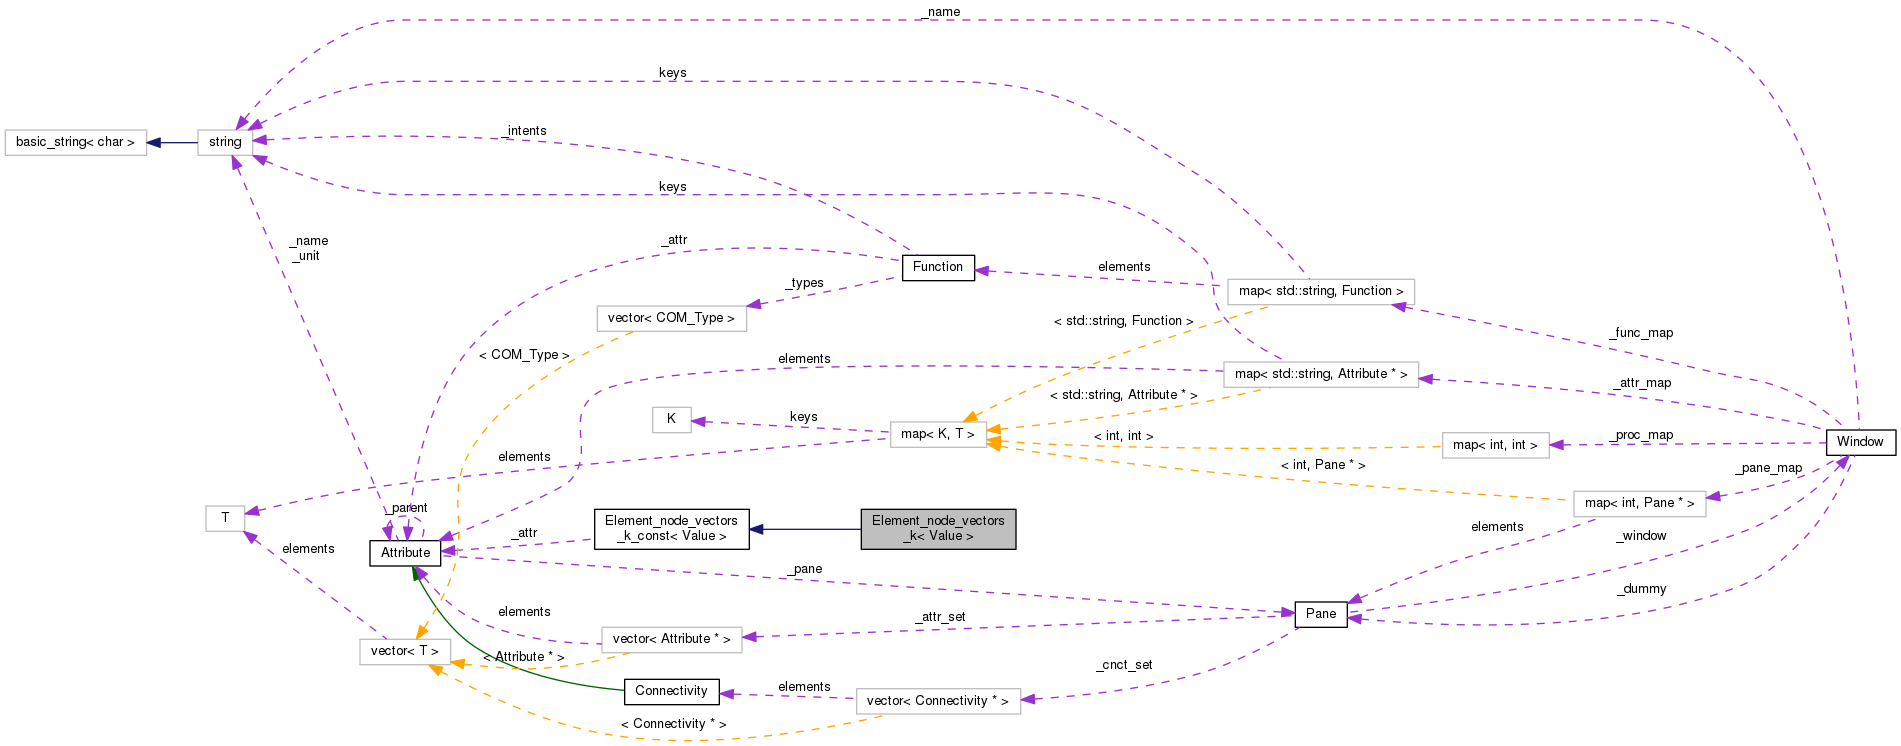 _name
keys
_intents
basic_string< char >
string
keys
_name
_unit
_attr
Function
elements
_types
map< std::string, Function >
vector< COM_Type >
< std::string, Function >
_func_map
< COM_Type >
elements
map< std::string, Attribute * >
_attr_map
< std::string, Attribute * >
K
keys
map< K, T >
< int, int >
map< int, int >
_proc_map
Window
elements
< int, Pane * >
_pane_map
map< int, Pane * >
T
_parent
Element_node_vectors
_k_const< Value >
Element_node_vectors
_k< Value >
elements
_attr
_window
elements
Attribute
_pane
_dummy
elements
_attr_set
Pane
vector< Attribute * >
vector< T >
< Attribute * >
_cnct_set
Connectivity
elements
vector< Connectivity * >
< Connectivity * >